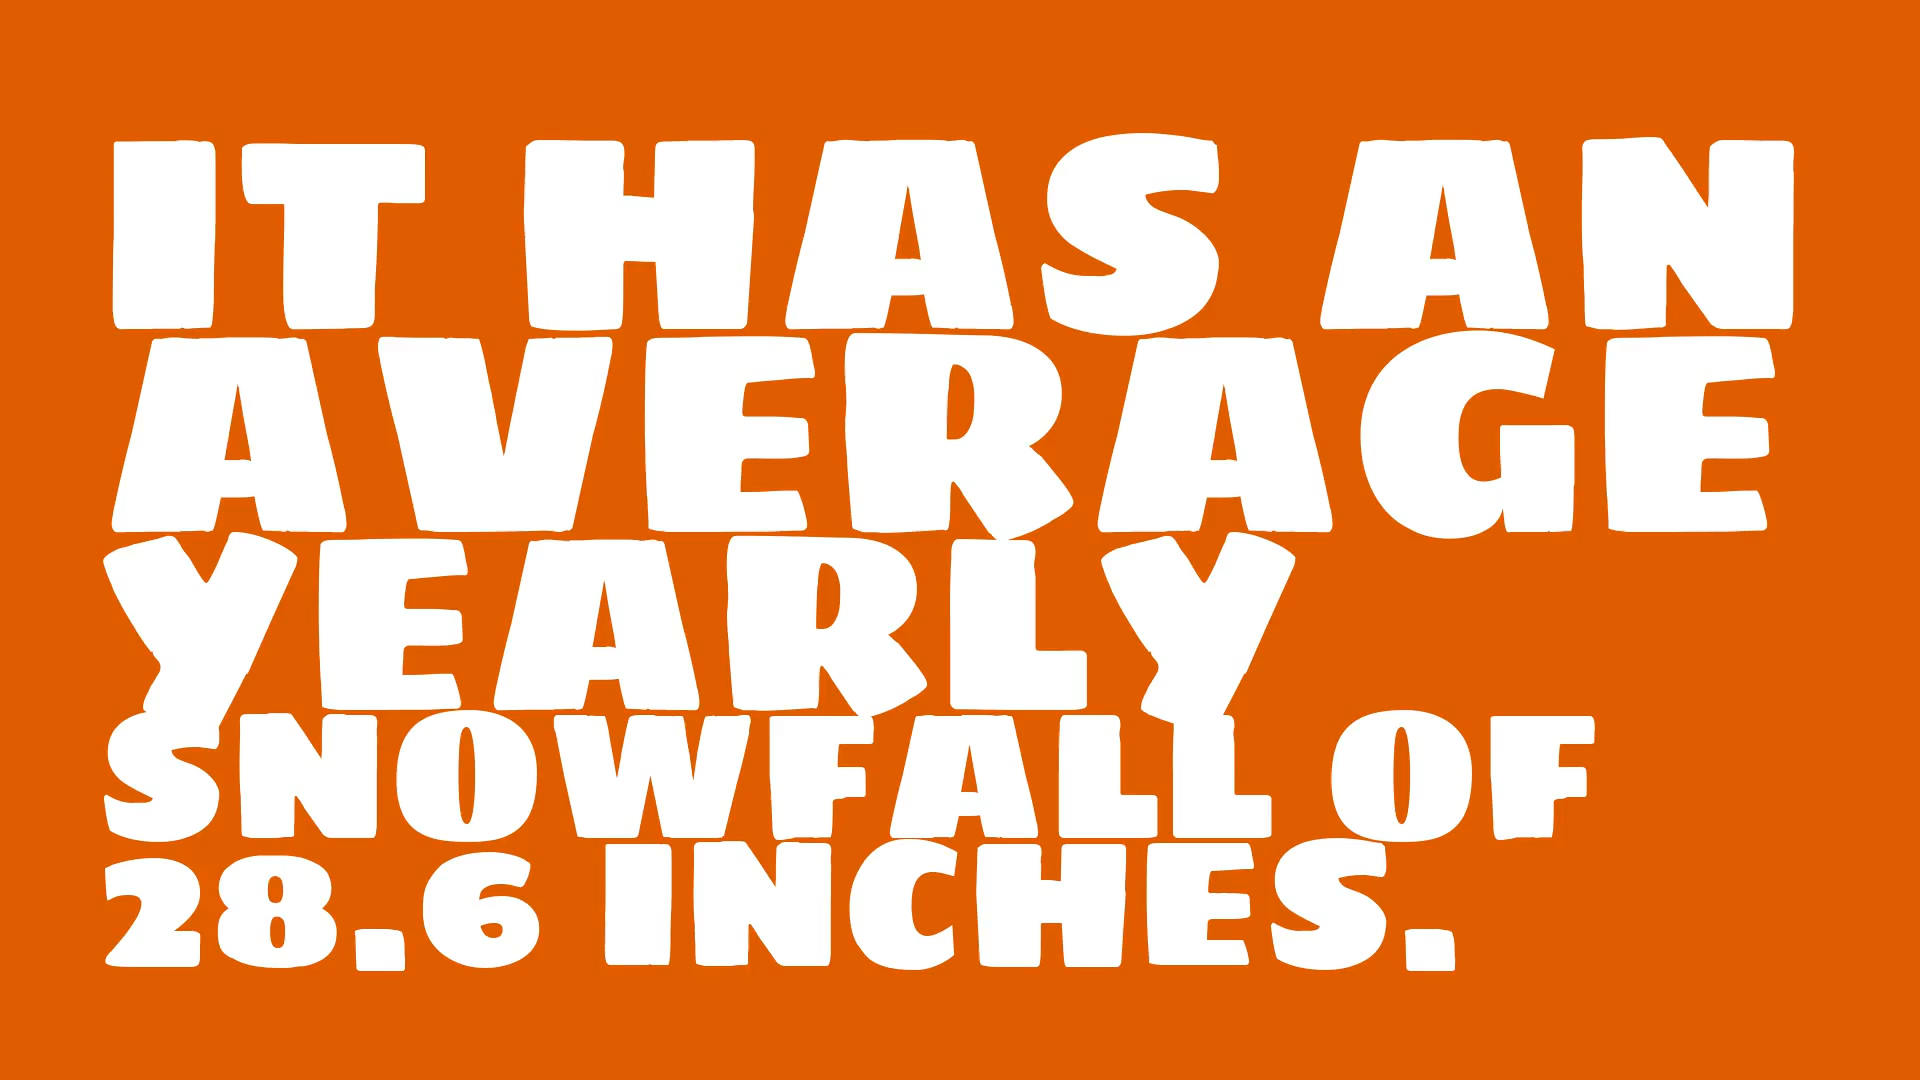 IT HAS AN
AVERAGE
YEARLY
SNOWFALL OF
28.6 INCHES.